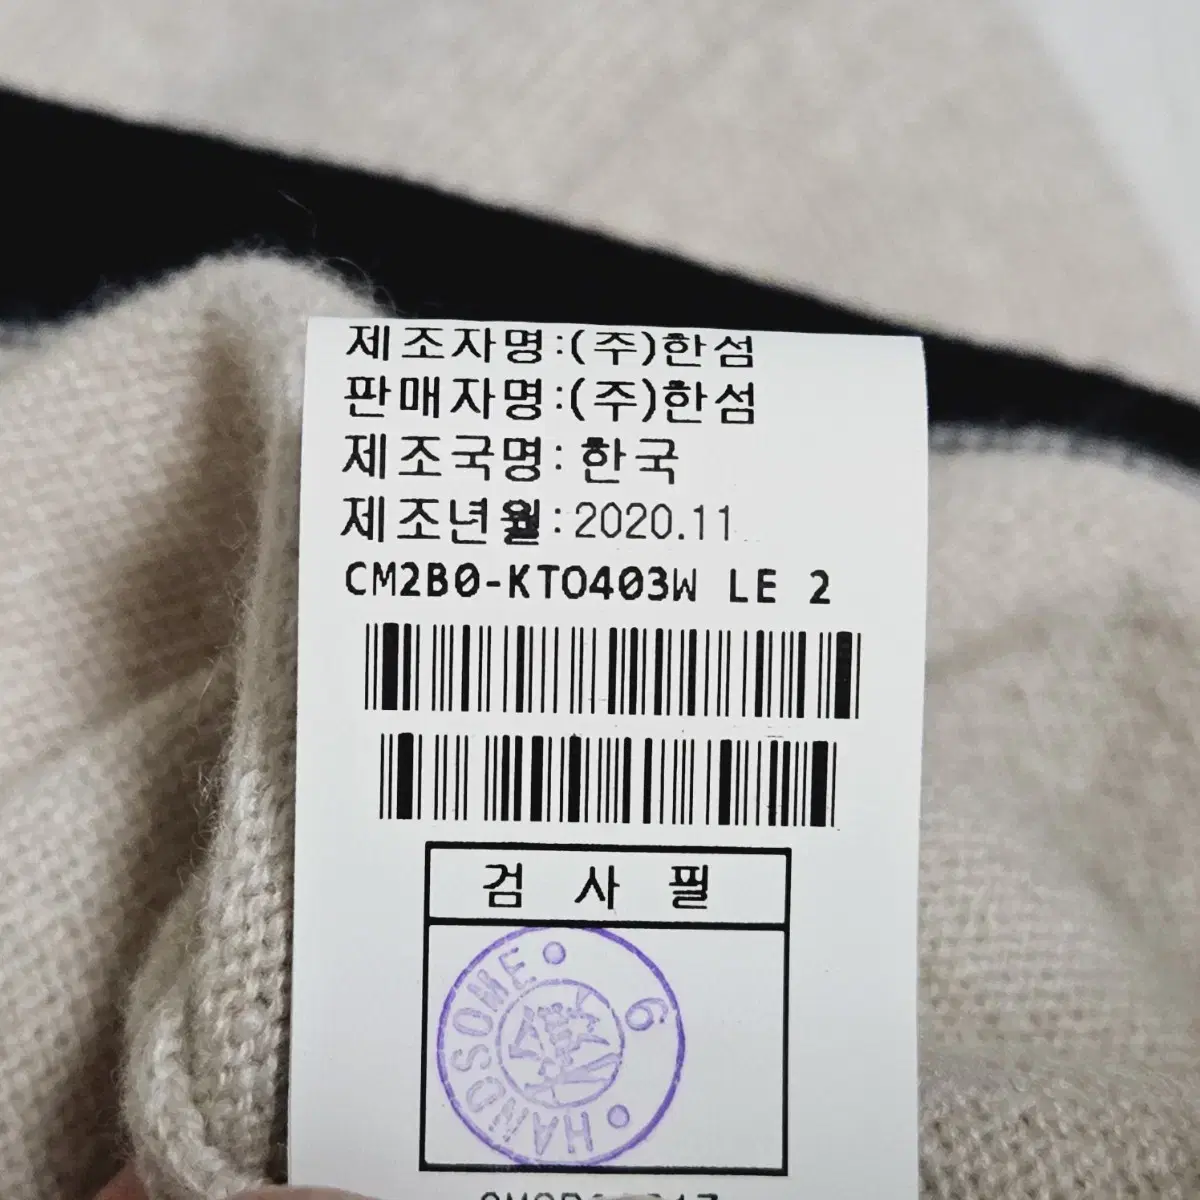 제조자명:(주)한섬
판매자명:(주)한섬
제조국명: 한국
제조년월:2020.11
CM2B0-KTO403W LE 2
검 사 필
HANDSOME
6